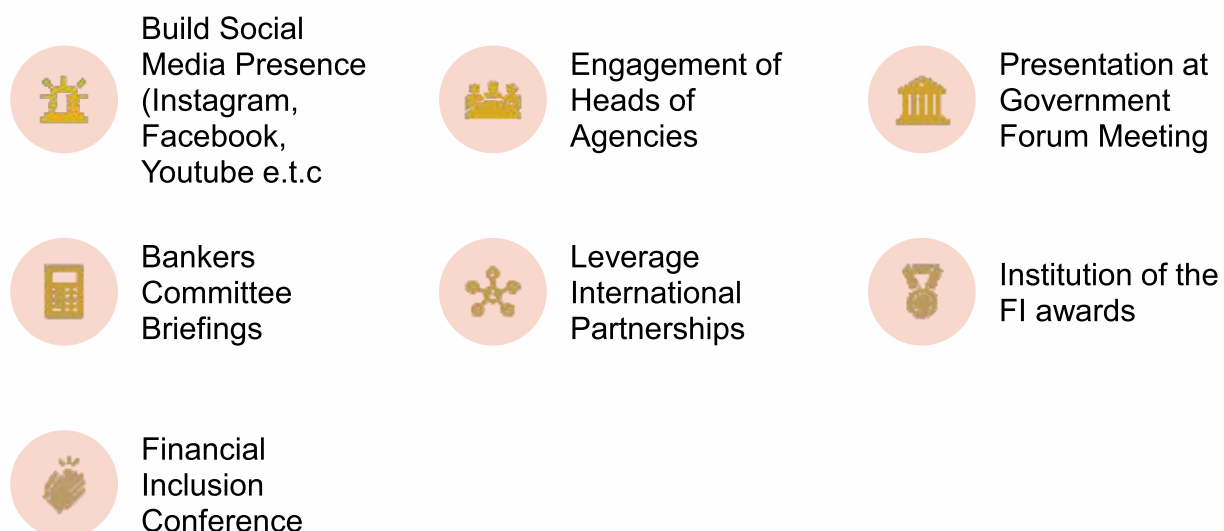 Build Social
Media Presence
(Instagram,
Facebook,
Youtube e.t.c
Engagement of
Heads of
Agencies
Presentation at
Government
Forum Meeting
Bankers
Committee
Briefings
Leverage
International
Partnerships
Institution of the
FI awards
Financial
Inclusion
Conference